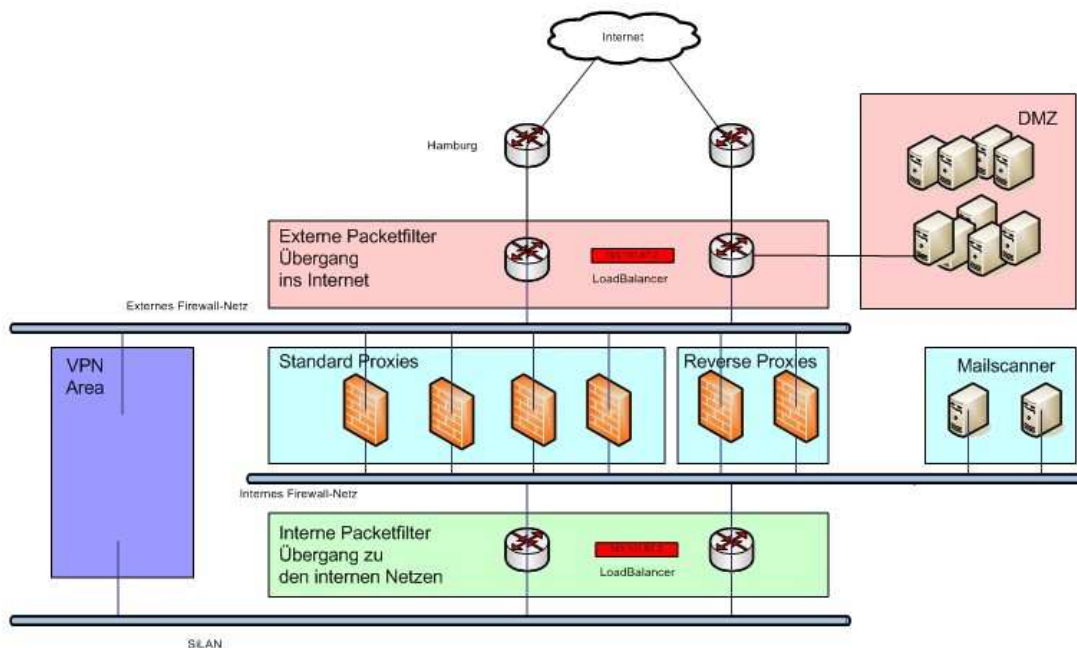 Internet
Hamburg
DMZ
Externe Packetfilter
Übergang
ins Internet
LoadBalancer
Externes Firewall-Netz
VPN
Area
Standard Proxies
Reverse Proxies
Mailscanner
Internes Firewall-Netz
Interne Packetfilter
Übergang zu
den internen Netzen
LoadBalancer
SiLAN